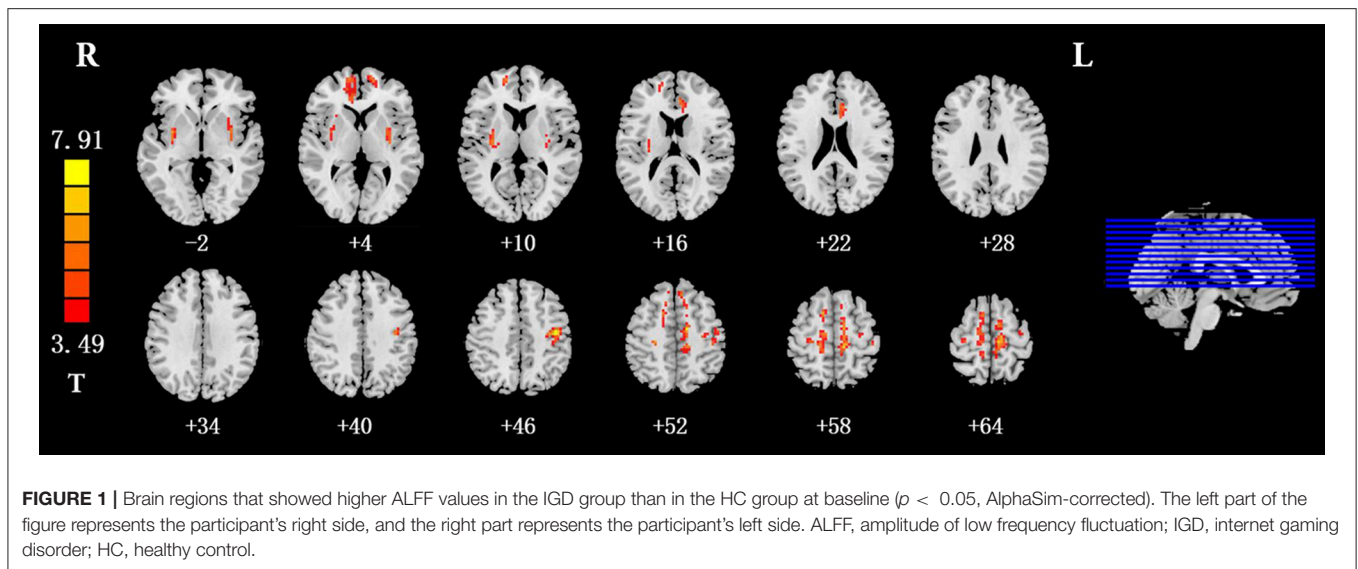 R
L
7. 91
3. 49
T
−2
+4
+10
+16
+22
+28
+34
+40
+46
+52
+58
+64
FIGURE 1 | Brain regions that showed higher ALFF values in the IGD group than in the HC group at baseline (p < 0.05, AlphaSim-corrected). The left part of the
figure represents the participant's right side, and the right part represents the participant's left side. ALFF, amplitude of low frequency fluctuation; IGD, internet gaming
disorder; HC, healthy control.